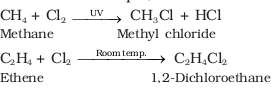 CH₄ + Cl₂ —UV→ CH₃Cl + HCl
Methane Methyl chloride
C₂H₄ + Cl₂ —Room temp.→ C₂H₄Cl₂
Ethene 1,2-Dichloroethane